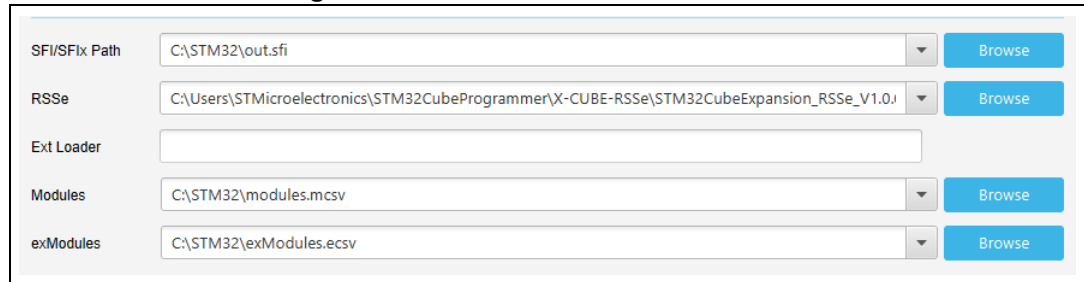 SFI/SFIx Path C:\STM32\out.sfi Browse
RSSe C:\Users\STMicroelectronics\STM32CubeProgrammer\X-CUBE-RSSe\STM32CubeExpansion_RSSe_V1.0. Browse
Ext Loader
Modules C:\STM32\modules.mcsv Browse
exModules C:\STM32\exModules.ecsv Browse